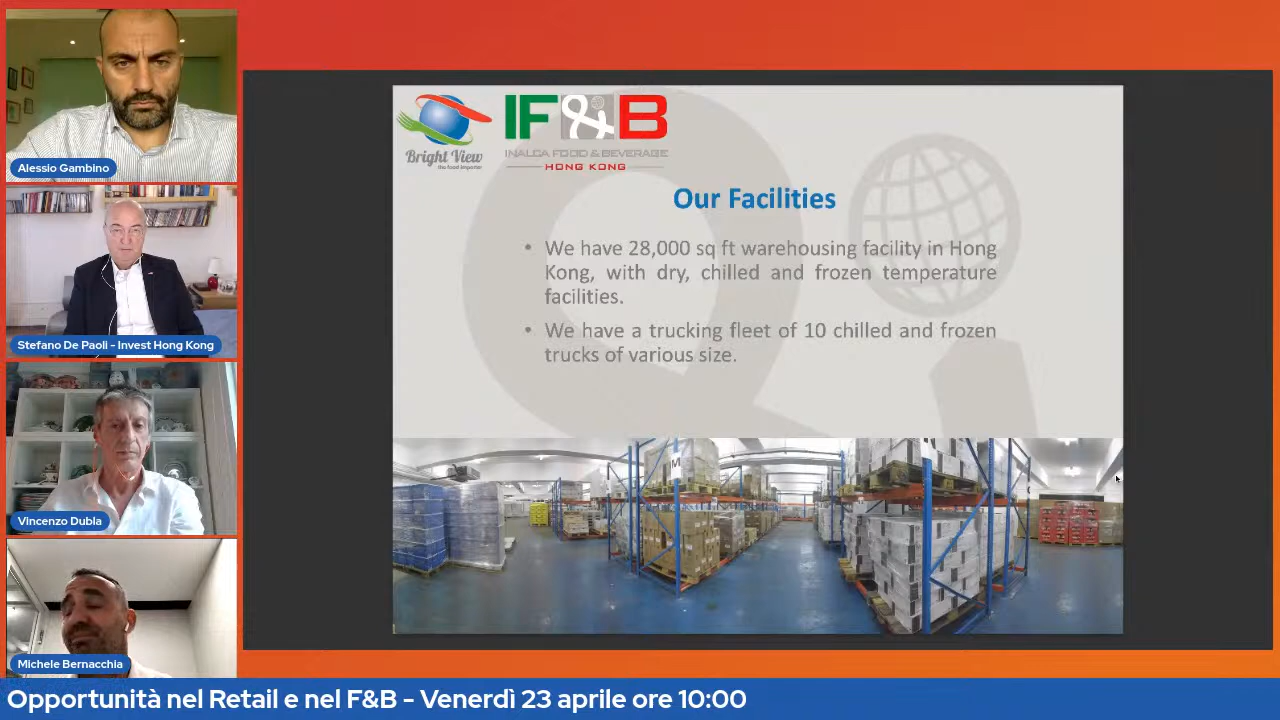 Alessio Gambino
Stefano De Paoli - Invest Hong Kong
Vincenzo Dubla
Michele Bernacchia
Bright View
the food importer
IF&B
INALCA FOOD & BEVERAGE
HONG KONG
Our Facilities
• We have 28,000 sq ft warehousing facility in Hong
Kong, with dry, chilled and frozen temperature
facilities.
• We have a trucking fleet of 10 chilled and frozen
trucks of various size.
M
Opportunità nel Retail e nel F&B - Venerdì 23 aprile ore 10:00